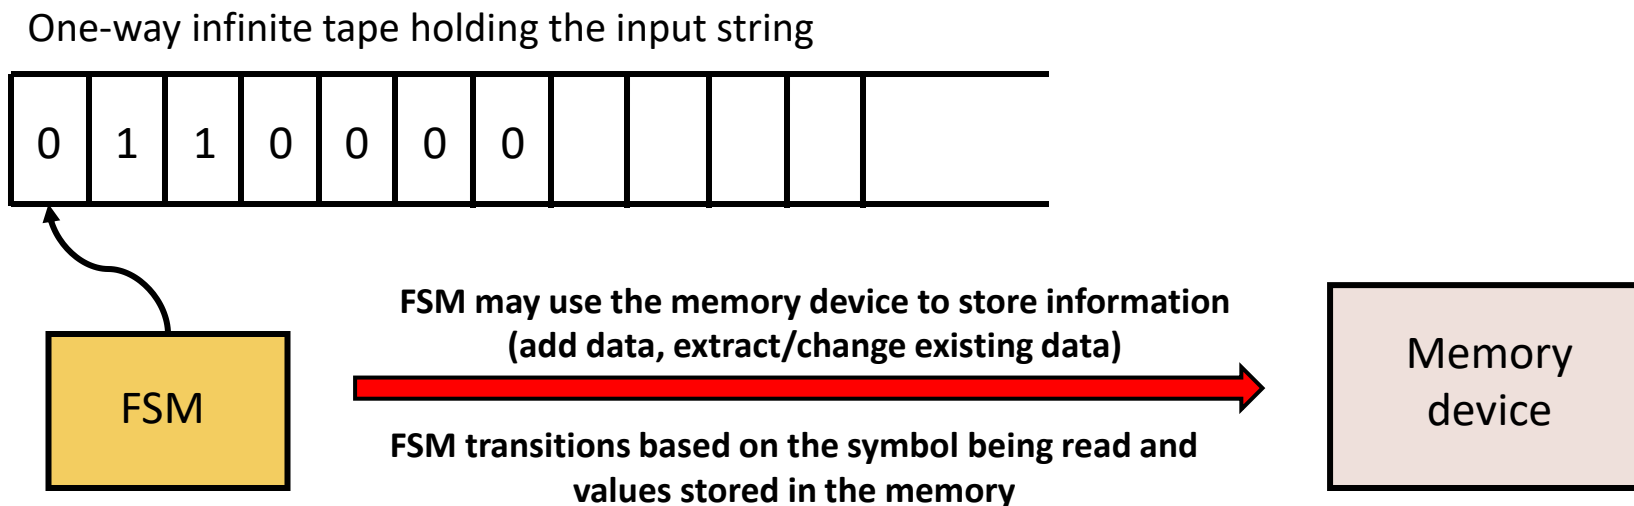 One-way infinite tape holding the input string
0 1 1 0 0 0 0
FSM may use the memory device to store information
(add data, extract/change existing data)
FSM
Memory
device
FSM transitions based on the symbol being read and
values stored in the memory